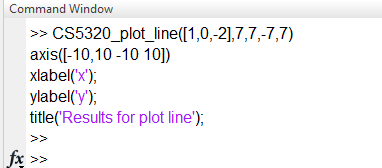 Command Window
>> CS5320_plot_line([1,0,-2],7,7,-7,7)
axis([-10,10 -10 10])
xlabel('x');
ylabel('y');
title('Results for plot line');
>>
fx >>